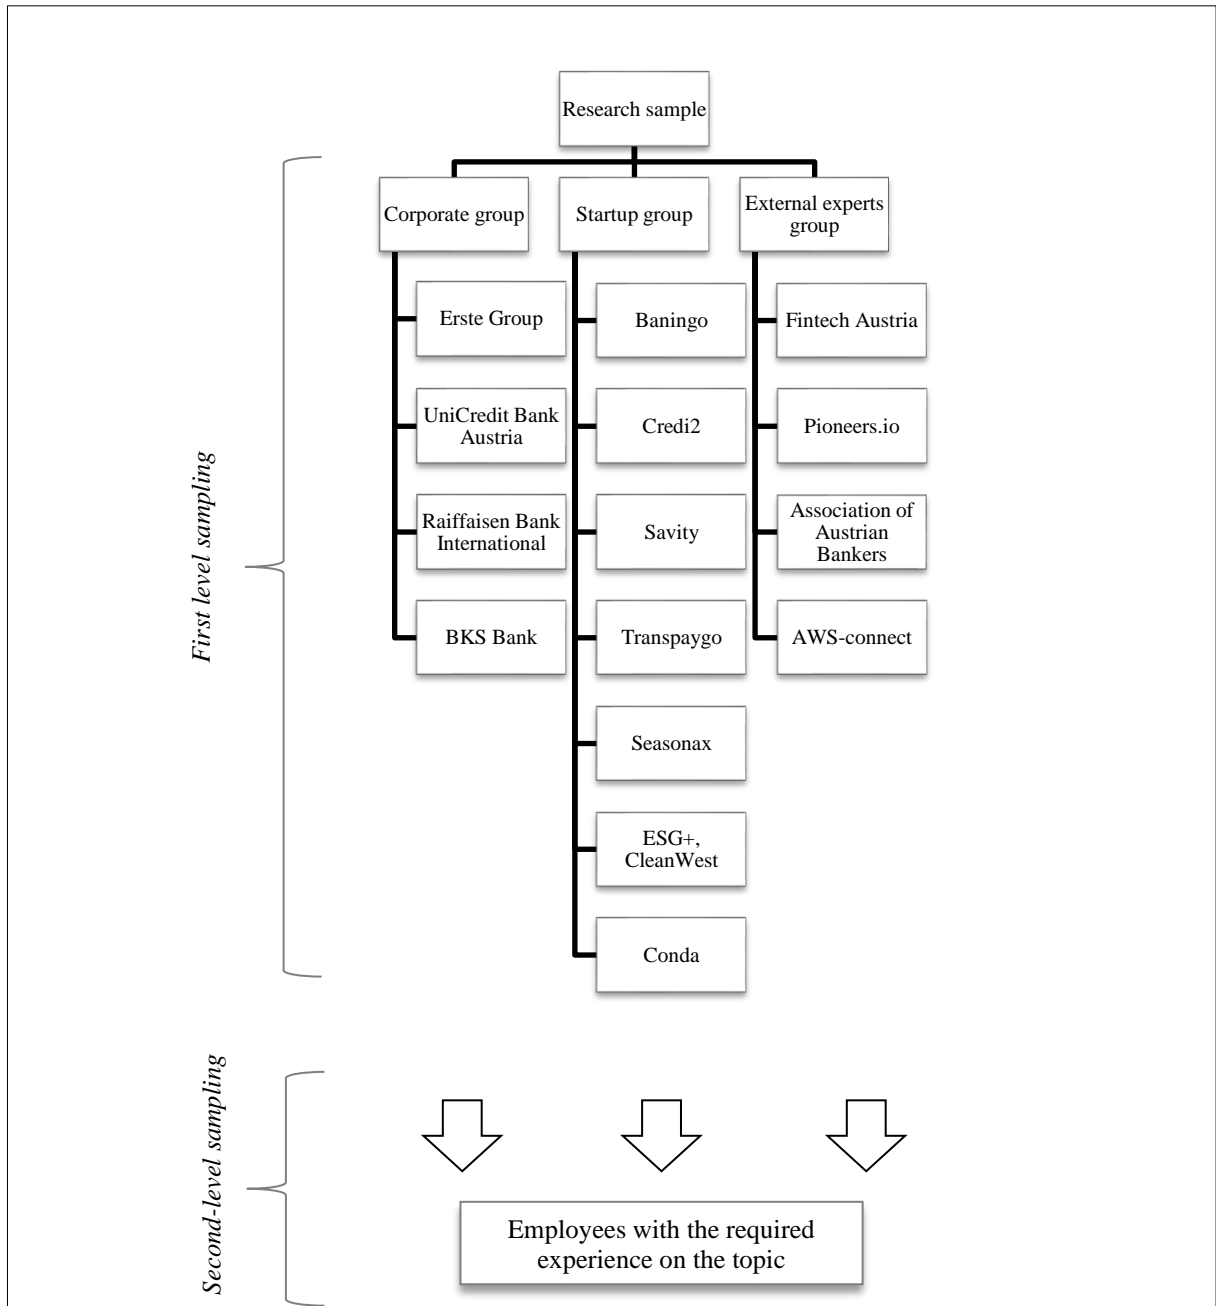 Research sample
Corporate group
Startup group
External experts
group
Erste Group
Baningo
Fintech Austria
UniCredit Bank
Austria
Credi2
Pioneers.io
Raiffaisen Bank
International
Savity
Association of
Austrian
Bankers
BKS Bank
Transpaygo
AWS-connect
Seasonax
ESG+,
CleanWest
Conda
First level sampling
Second-level sampling
Employees with the required
experience on the topic